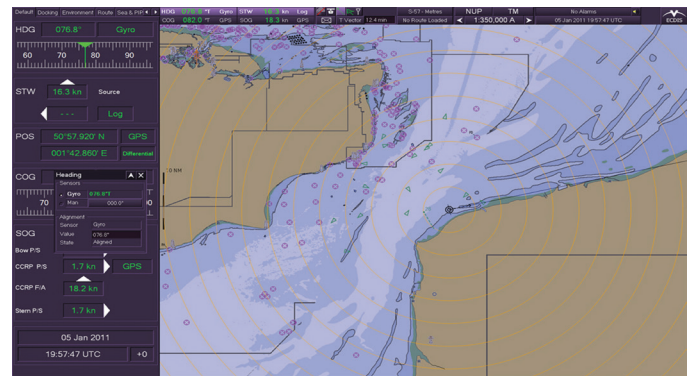 Default Docking Environment Route Sea & PIP
HDG 076.8 °T Gyro STW 16.3 kn Log
COG 082.0 °T GPS SOG 18.3 kn GPS
T Vector 12.4 min
S-57 - Metres
No Route Loaded
NUP TM
1:350,000 A
No Alarms
05 Jan 2011 19:57:47 UTC
ECDIS
HDG 076.8° Gyro
60 70 80 90
STW 16.3 kn Source
- - - Log
POS 50°57.920' N GPS
001°42.860' E Differential
COG
Heading
Sensors
Gyro 076.8°T
Man. 000.0°
70
Alignment
Sensor Gyro
Value 076.8°
State Aligned
0 NM
SOG
Bow P/S
CCRP P/S 1.7 kn GPS
CCRP F/A 18.2 kn
Stern P/S 1.7 kn
05 Jan 2011
19:57:47 UTC +0